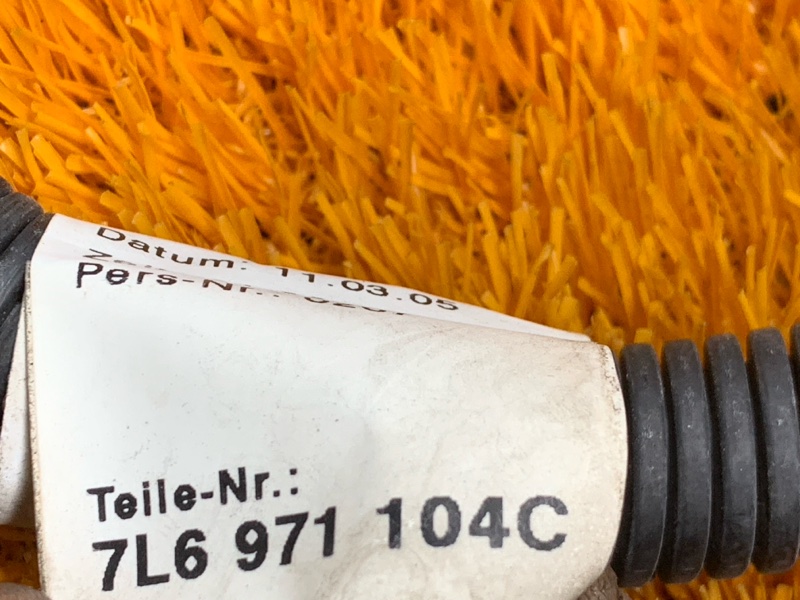 Datum: 11.03.05
Pers-Nr.:
Teile-Nr.:
7L6 971 104C